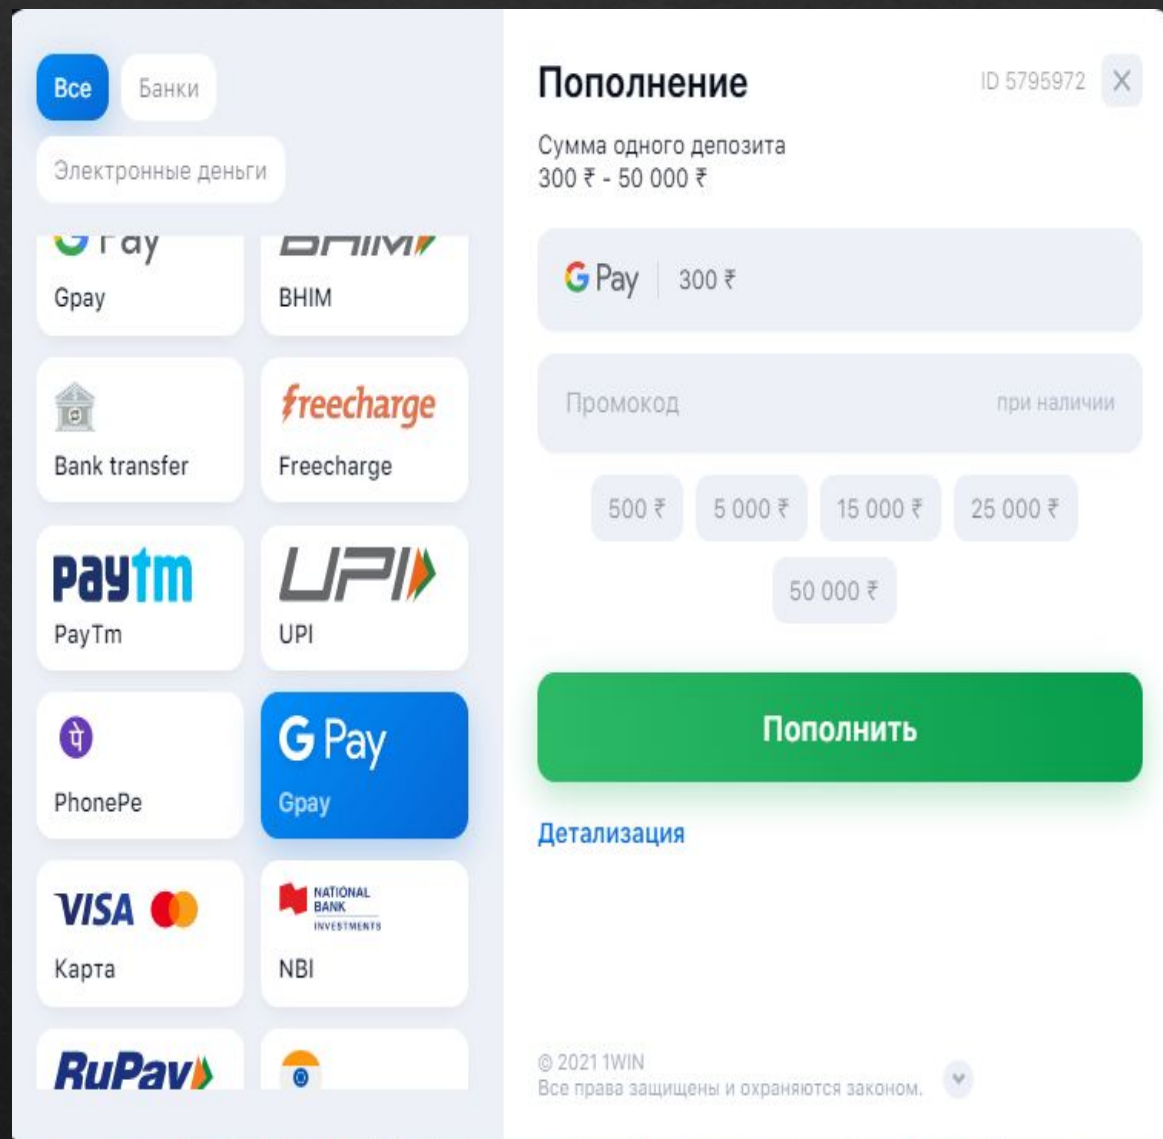 Все
Банки
Электронные деньги
G Pay
BHIM
Gpay
BHIM
Bank transfer
freecharge
Freecharge
paytm
PayTm
UPI
UPI
पे
PhonePe
G Pay
Gpay
VISA
Карта
NATIONAL
BANK
INVESTMENTS
NBI
RuPay
Пополнение
ID 5795972
Сумма одного депозита
300 ₹ - 50 000 ₹
G Pay
300 ₹
Промокод
при наличии
500 ₹
5 000 ₹
15 000 ₹
25 000 ₹
50 000 ₹
Пополнить
Детализация
© 2021 1WIN
Все права защищены и охраняются законом.